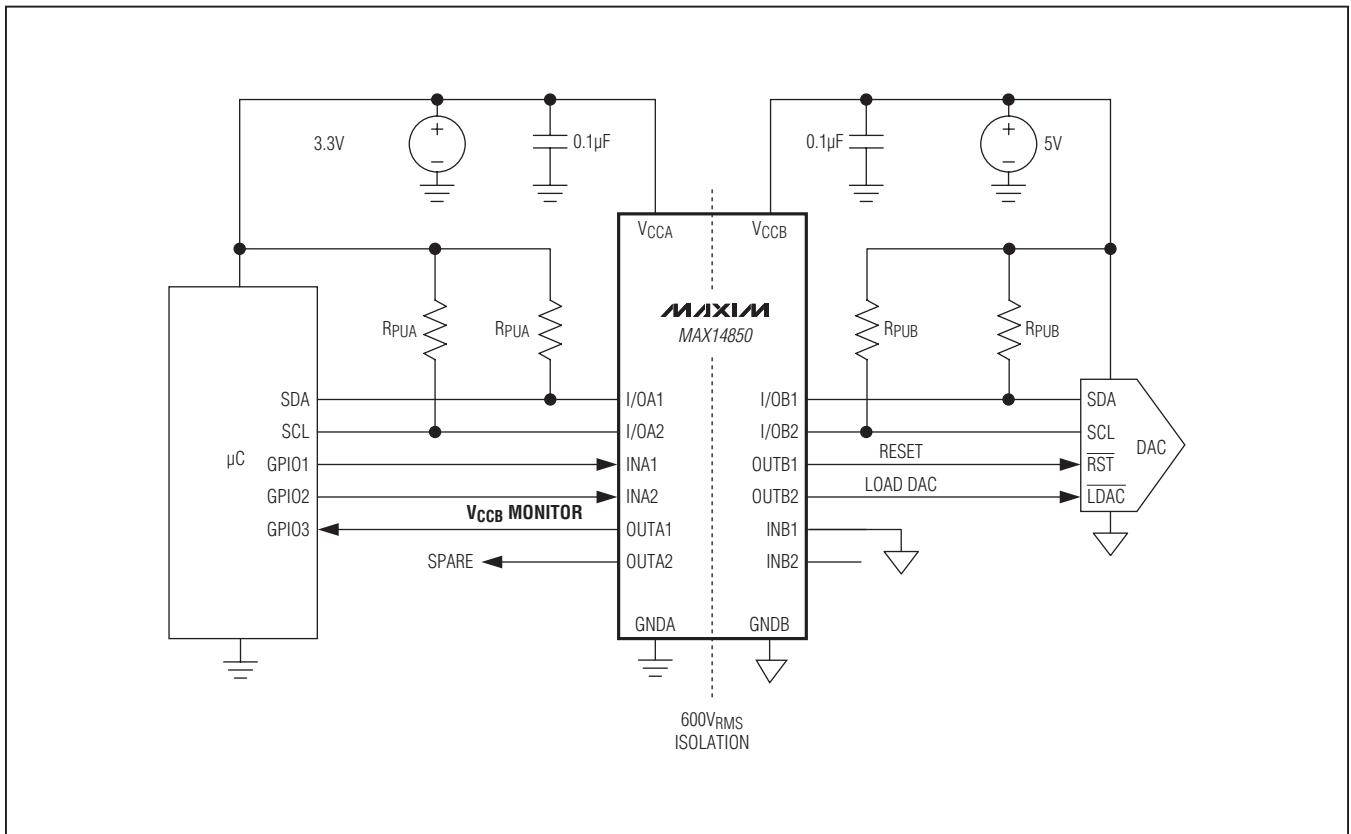 3.3V
0.1µF
0.1µF
5V
VCCA
VCCB
MAXIM
MAX14850
RPUA
RPUA
RPUB
RPUB
SDA
I/OA1
I/OB1
SDA
SCL
I/OA2
I/OB2
SCL
µC
DAC
GPIO1
INA1
OUTB1
RESET
RST
GPIO2
INA2
OUTB2
LOAD DAC
LDAC
VCCB MONITOR
GPIO3
OUTA1
INB1
SPARE
OUTA2
INB2
GNDA
GNDB
600VRMS
ISOLATION